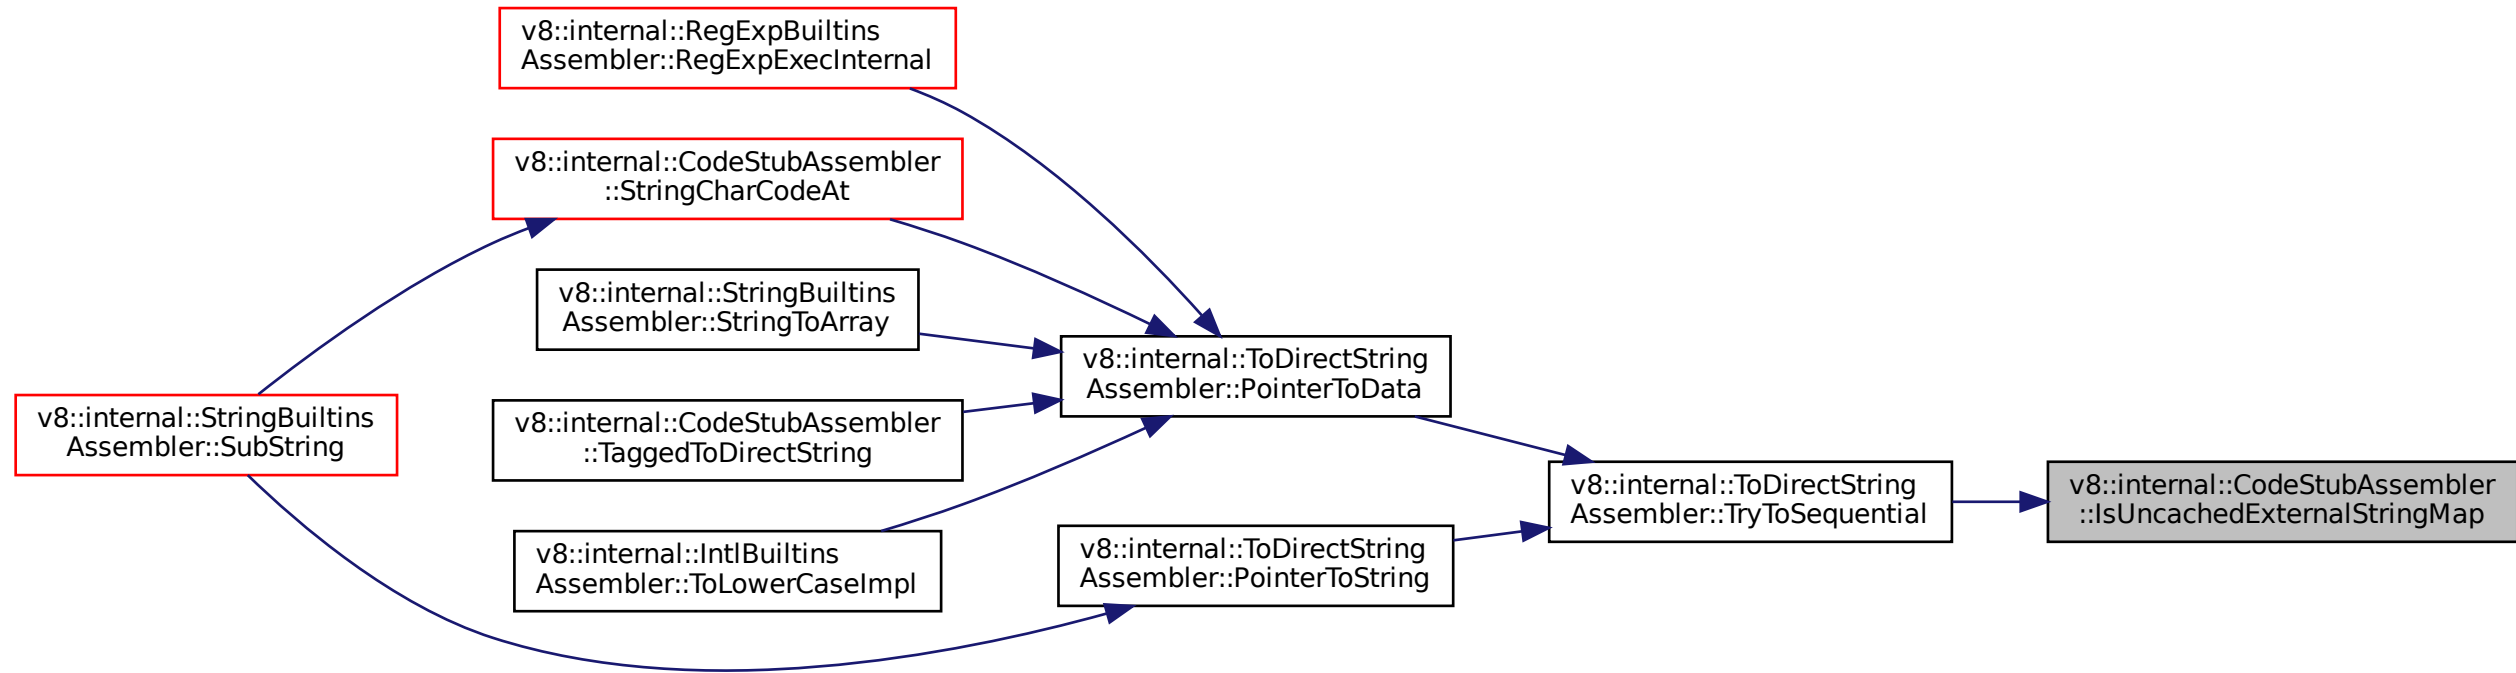 v8::internal::RegExpBuiltins
Assembler::RegExpExecInternal
v8::internal::CodeStubAssembler
::StringCharCodeAt
v8::internal::StringBuiltins
Assembler::StringToArray
v8::internal::ToDirectString
Assembler::PointerToData
v8::internal::StringBuiltins
Assembler::SubString
v8::internal::CodeStubAssembler
::TaggedToDirectString
v8::internal::ToDirectString
Assembler::TryToSequential
v8::internal::CodeStubAssembler
::IsUncachedExternalStringMap
v8::internal::IntlBuiltins
Assembler::ToLowerCaseImpl
v8::internal::ToDirectString
Assembler::PointerToString